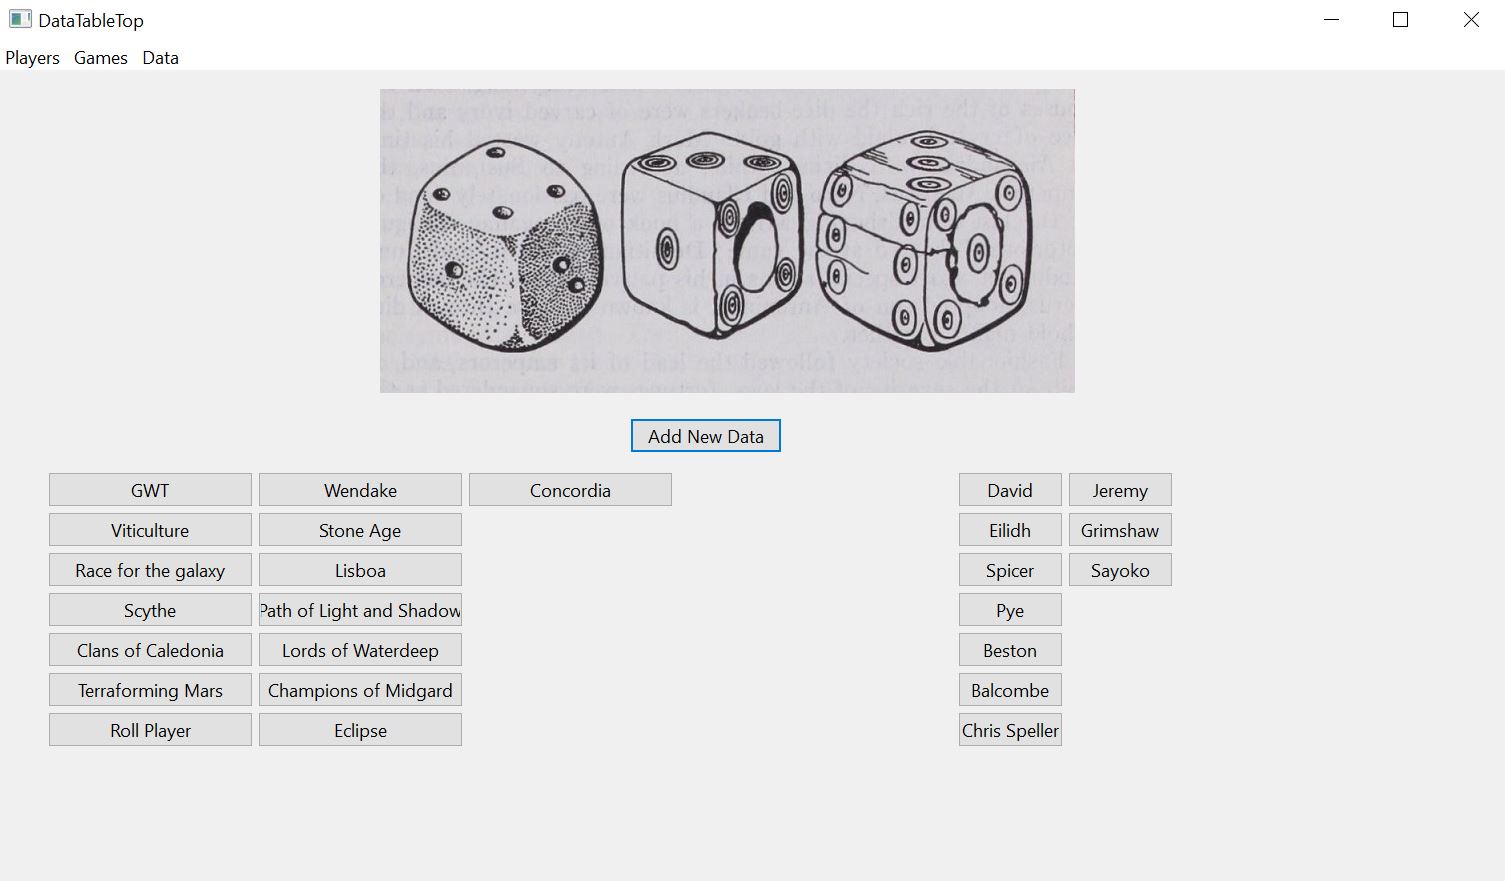 DataTableTop
Players Games Data
Add New Data
GWT Wendake Concordia David Jeremy
Viticulture Stone Age Eilidh Grimshaw
Race for the galaxy Lisboa Spicer Sayoko
Scythe Path of Light and Shadow Pye
Clans of Caledonia Lords of Waterdeep Beston
Terraforming Mars Champions of Midgard Balcombe
Roll Player Eclipse Chris Speller